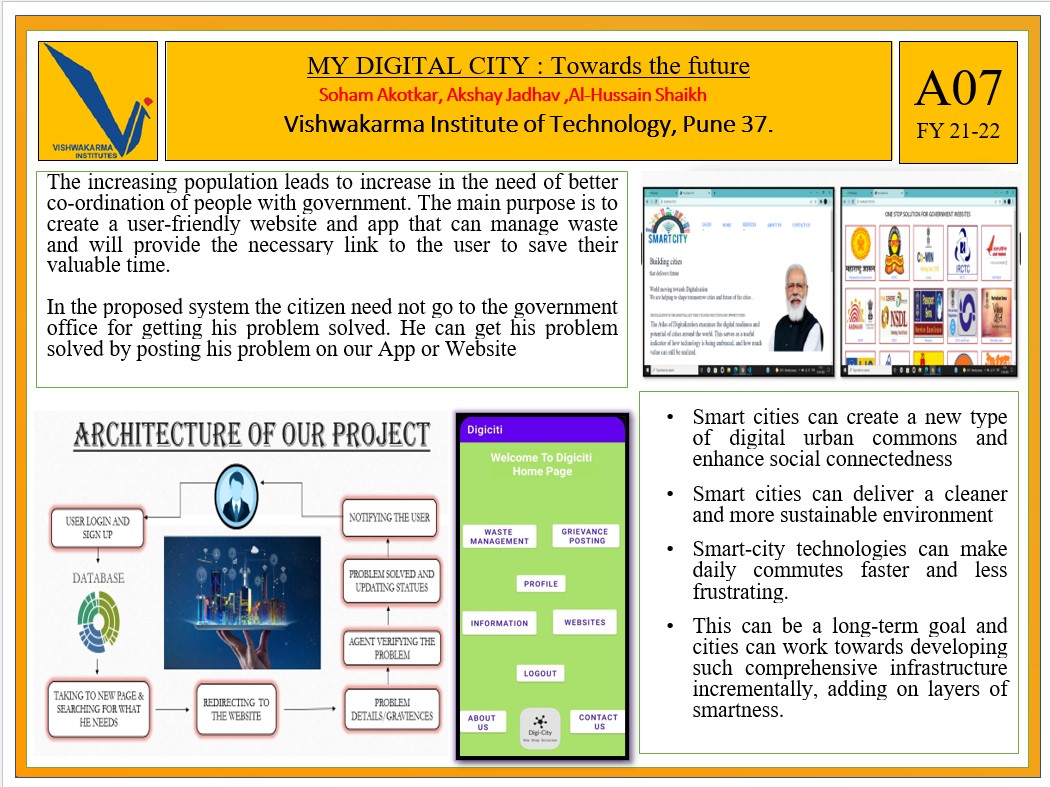 VISHWAKARMA
INSTITUTES
MY DIGITAL CITY : Towards the future
Soham Akotkar, Akshay Jadhav ,Al-Hussain Shaikh
Vishwakarma Institute of Technology, Pune 37.
A07
FY 21-22
The increasing population leads to increase in the need of better
co-ordination of people with government. The main purpose is to
create a user-friendly website and app that can manage waste
and will provide the necessary link to the user to save their
valuable time.
In the proposed system the citizen need not go to the government
office for getting his problem solved. He can get his problem
solved by posting his problem on our App or Website
SMARTCITY
HOME
SERVICES
ABOUT US
CONTACT US
Building cities
that delivers future
World moving towards Digitalization
We are helping to shape tomorrow cities and future of the cities .
The Atlas of Digitalization examines the digital readiness and
potential of cities around the world. This serves as a useful
indicator of how technology is being embraced, and how much
value can still be realized.
ONE STOP SOLUTION FOR GOVERNMENT WEBSITES
Co-WIN
IRCTC
AADHAAR
NSDL
ARCHITECTURE OF OUR PROJECT
USER LOGIN AND
SIGN UP
DATABASE
TAKING TO NEW PAGE &
SEARCHING FOR WHAT
HE NEEDS
REDIRECTING TO
THE WEBSITE
PROBLEM
DETAILS/GRAVIENCES
AGENT VERIFYING THE
PROBLEM
PROBLEM SOLVED AND
UPDATING STATUES
NOTIFYING THE USER
Digiciti
Welcome To Digiciti
Home Page
WASTE
MANAGEMENT
GRIEVANCE
POSTING
PROFILE
INFORMATION
WEBSITES
LOGOUT
ABOUT
US
Digi-City
CONTACT
US
• Smart cities can create a new type
of digital urban commons and
enhance social connectedness
• Smart cities can deliver a cleaner
and more sustainable environment
• Smart-city technologies can make
daily commutes faster and less
frustrating.
• This can be a long-term goal and
cities can work towards developing
such comprehensive infrastructure
incrementally, adding on layers of
smartness.